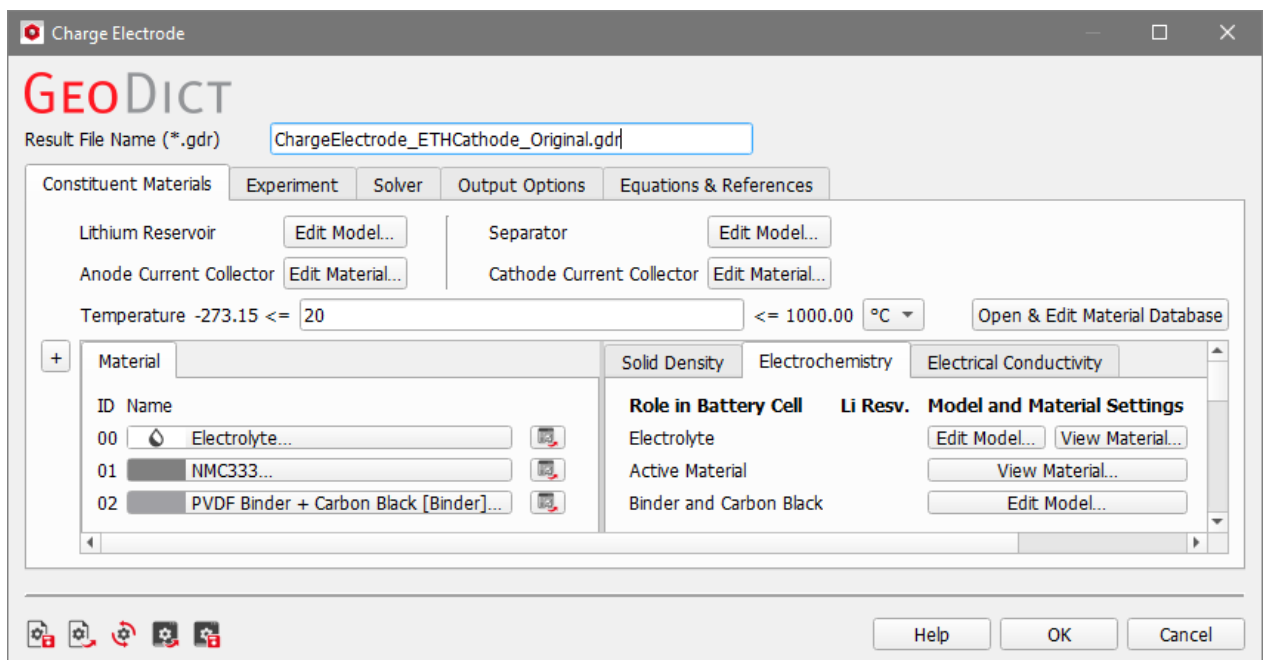 Charge Electrode
GEODICT
Result File Name (*.gdr) ChargeElectrode_ETHCathode_Original.gdr
Constituent Materials Experiment Solver Output Options Equations & References
Lithium Reservoir Edit Model... Separator Edit Model...
Anode Current Collector Edit Material... Cathode Current Collector Edit Material...
Temperature -273.15 <= 20 <= 1000.00 °C Open & Edit Material Database
+ Material Solid Density Electrochemistry Electrical Conductivity
ID Name Role in Battery Cell Li Resv. Model and Material Settings
00 Electrolyte... Electrolyte Edit Model... View Material...
01 NMC333... Active Material View Material...
02 PVDF Binder + Carbon Black [Binder]... Binder and Carbon Black Edit Model...
Help OK Cancel